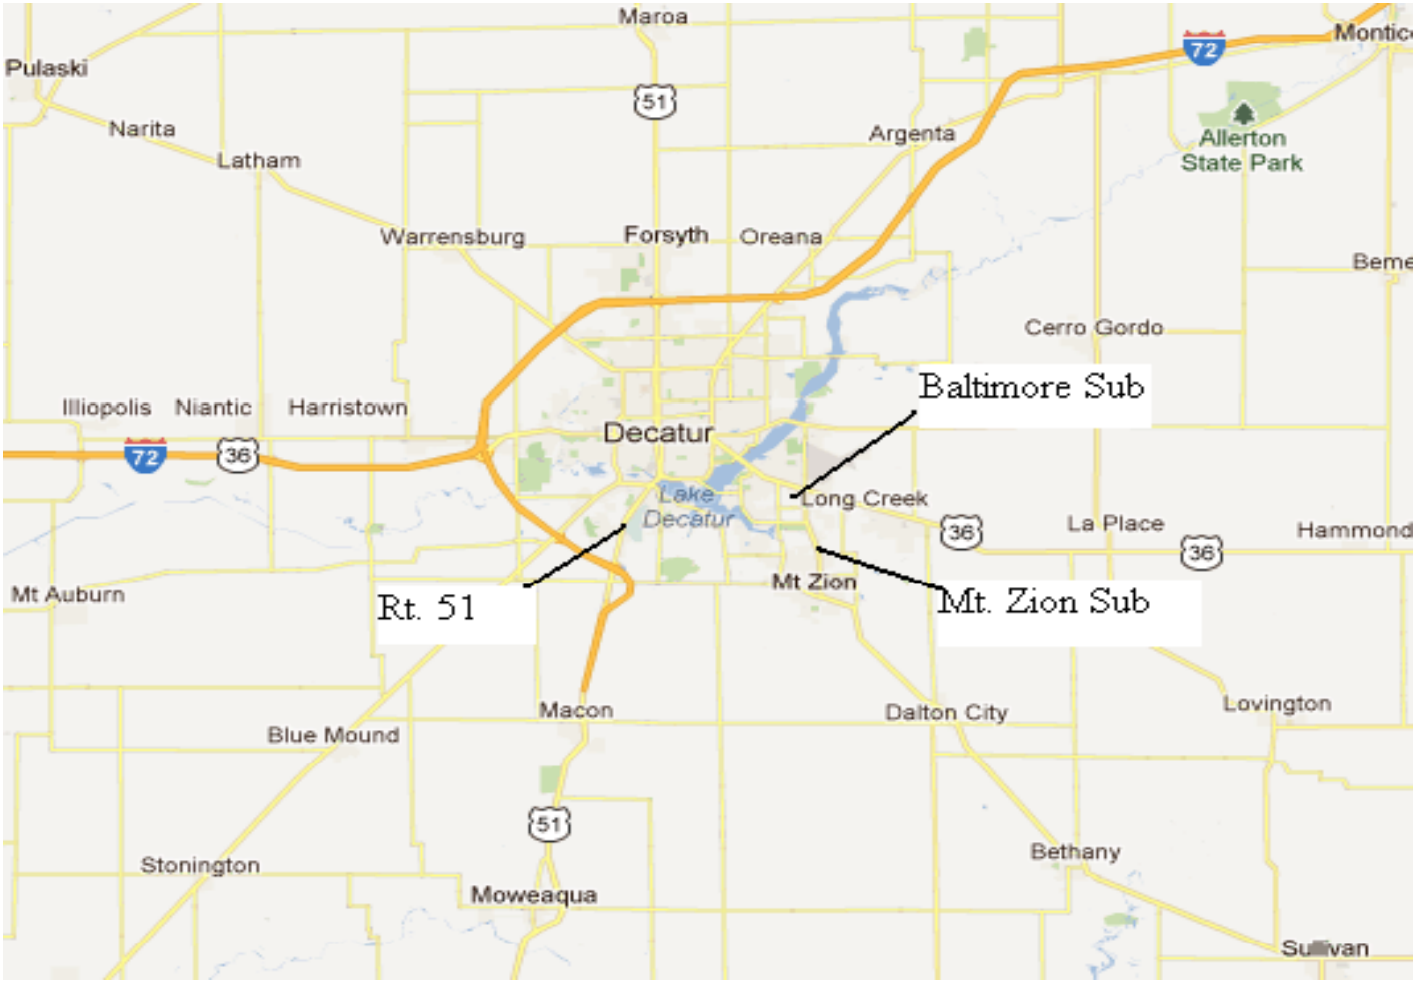 Maroa
Pulaski
Montic
72
51
Narita
Argenta
Latham
Allerton
State Park
Warrensburg
Forsyth
Oreana
Beme
Cerro Gordo
Baltimore Sub
Illiopolis
Niantic
Harristown
Decatur
72
36
Lake
Decatur
Long Creek
36
La Place
Hammond
36
Mt Auburn
Rt. 51
Mt Zion
Mt. Zion Sub
Macon
Dalton City
Lovington
Blue Mound
51
Stonington
Bethany
Moweaqua
Sullivan